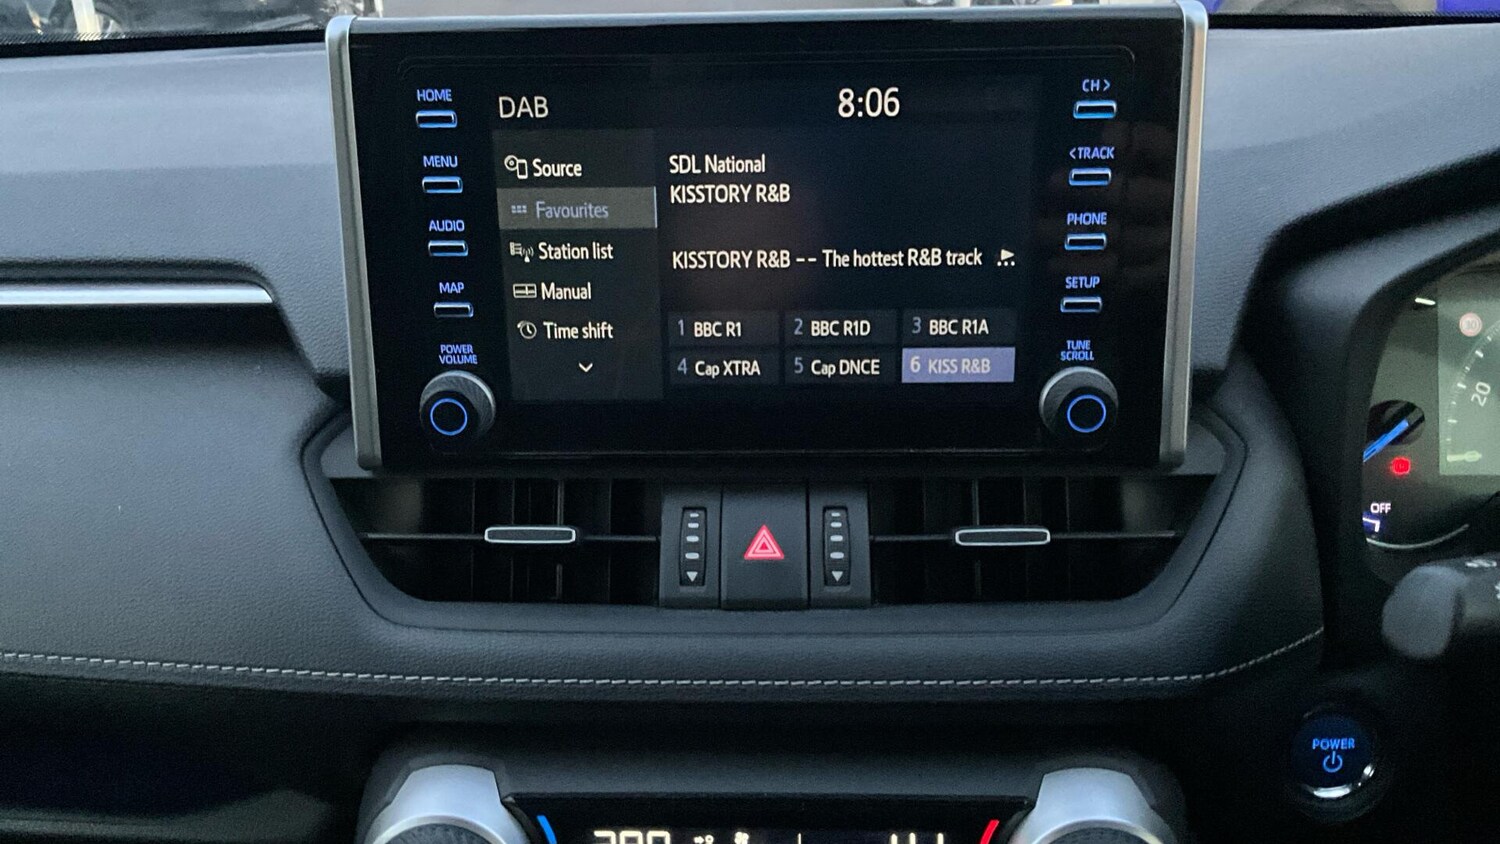 HOME
MENU
AUDIO
MAP
POWER
VOLUME
DAB
8:06
Source
Favourites
Station list
Manual
Time shift
SDL National
KISSTORY R&B
KISSTORY R&B -- The hottest R&B track
1 BBC R1
2 BBC R1D
3 BBC R1A
4 Cap XTRA
5 Cap DNCE
6 KISS R&B
CH >
< TRACK
PHONE
SETUP
TUNE
SCROLL
20
OFF
POWER